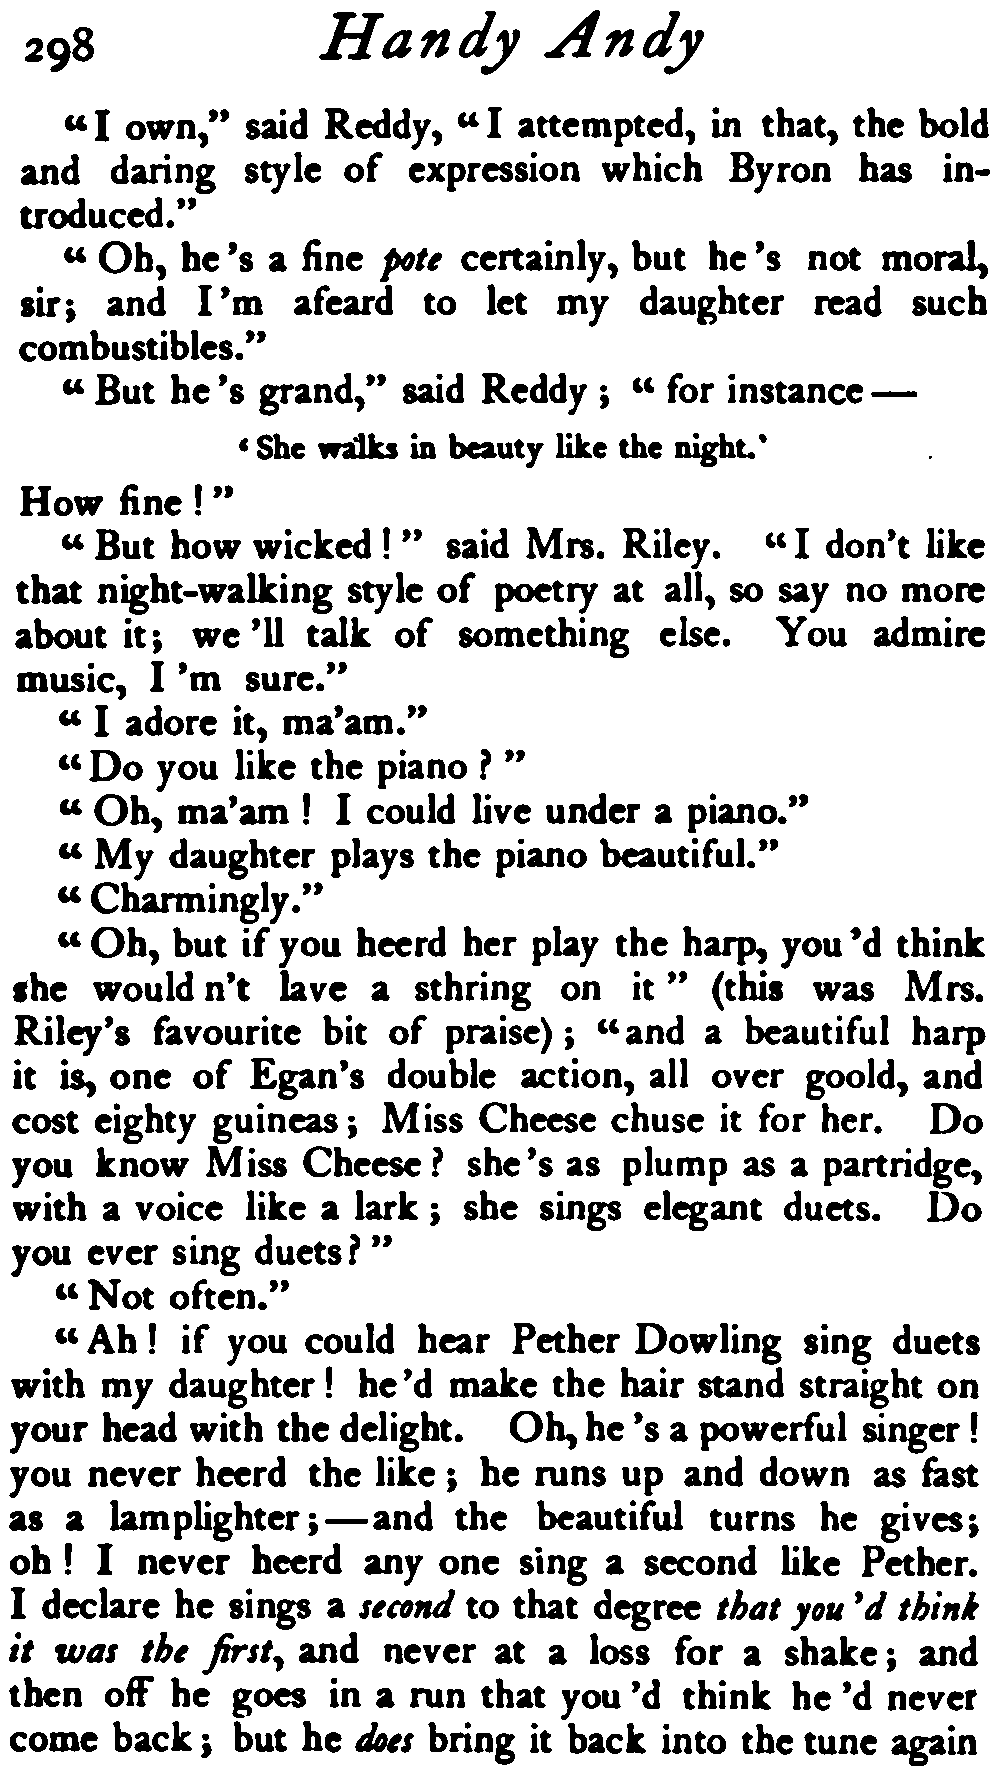 298 Handy Andy
“I own,” said Reddy, “I attempted, in that, the bold
and daring style of expression which Byron has in-
troduced.”
“Oh, he’s a fine pote certainly, but he’s not moral,
sir; and I’m afeard to let my daughter read such
combustibles.”
“But he’s grand,” said Reddy; “for instance—
‘She walks in beauty like the night.’
How fine!”
“But how wicked!” said Mrs. Riley. “I don’t like
that night-walking style of poetry at all, so say no more
about it; we’ll talk of something else. You admire
music, I’m sure.”
“I adore it, ma’am.”
“Do you like the piano?”
“Oh, ma’am! I could live under a piano.”
“My daughter plays the piano beautiful.”
“Charmingly.”
“Oh, but if you heerd her play the harp, you’d think
she wouldn’t lave a sthring on it” (this was Mrs.
Riley’s favourite bit of praise); “and a beautiful harp
it is, one of Egan’s double action, all over goold, and
cost eighty guineas; Miss Cheese chuse it for her. Do
you know Miss Cheese? she’s as plump as a partridge,
with a voice like a lark; she sings elegant duets. Do
you ever sing duets?”
“Not often.”
“Ah! if you could hear Pether Dowling sing duets
with my daughter! he’d make the hair stand straight on
your head with the delight. Oh, he’s a powerful singer!
you never heerd the like; he runs up and down as fast
as a lamplighter;—and the beautiful turns he gives;
oh! I never heerd any one sing a second like Pether.
I declare he sings a second to that degree that you’d think
it was the first, and never at a loss for a shake; and
then off he goes in a run that you’d think he’d never
come back; but he does bring it back into the tune again